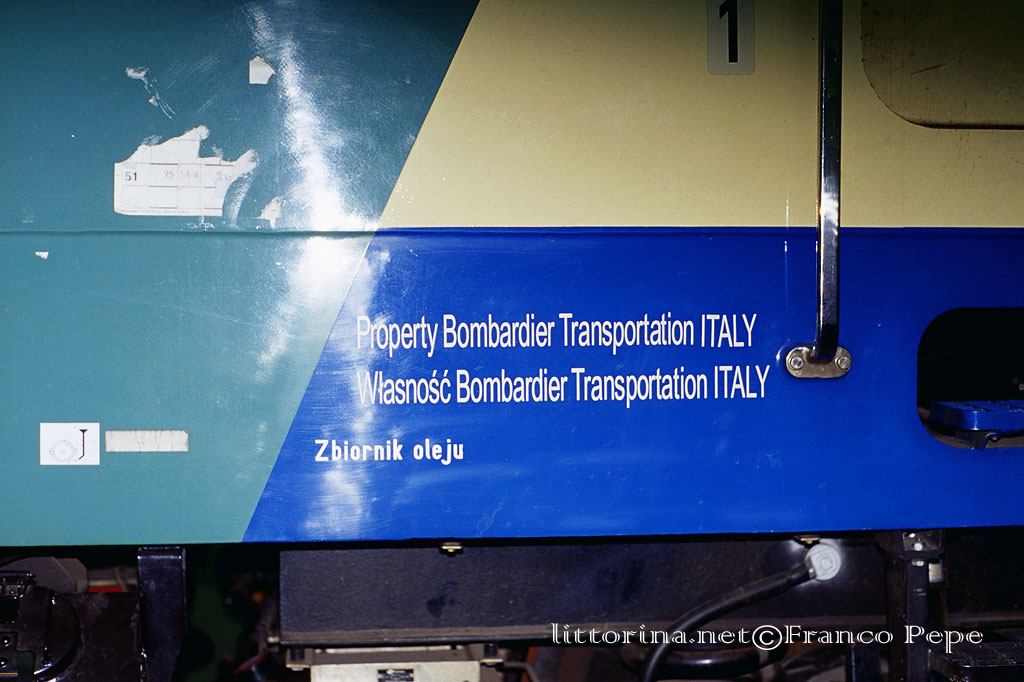 1
51
Property Bombardier Transportation ITALY
Własność Bombardier Transportation ITALY
Zbiornik oleju
J
littorina.net©Franco Pepe